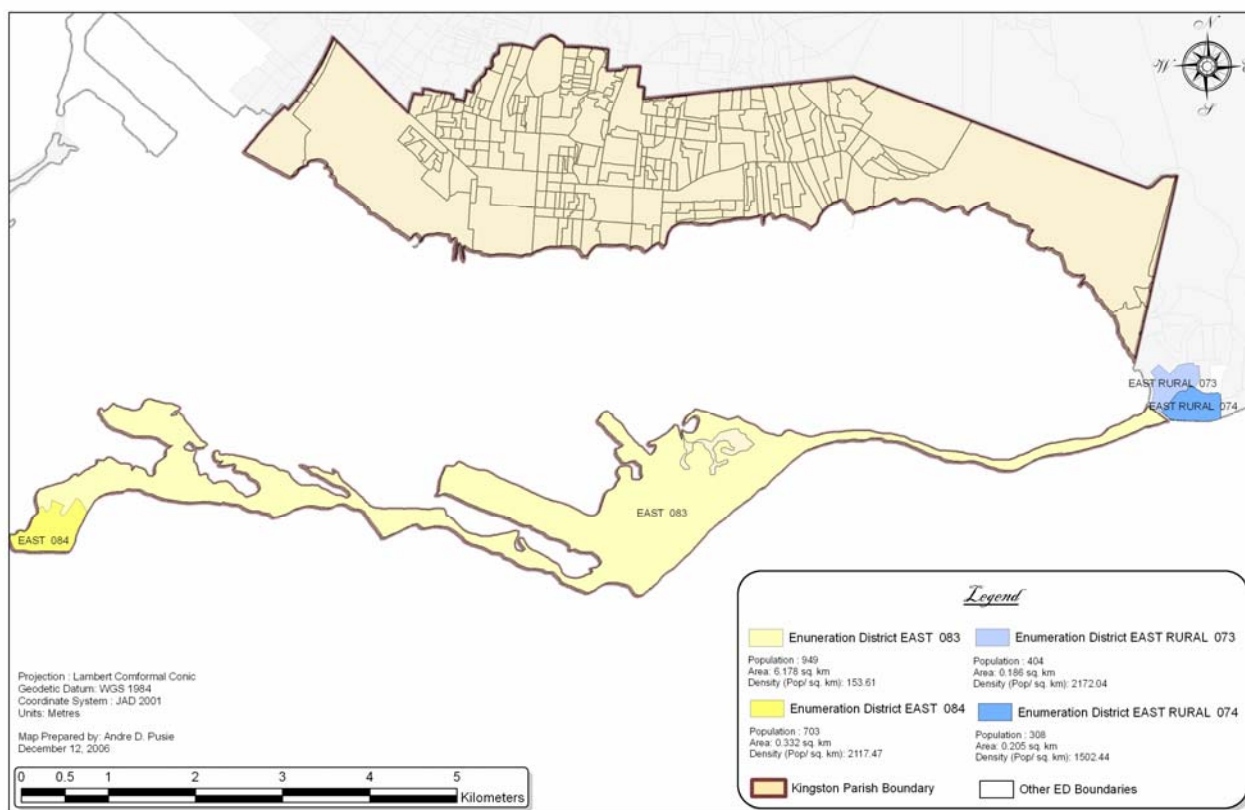 N
W
S
EAST RURAL 073
EAST RURAL 074
EAST 083
EAST 084
Legend
Enuneration District EAST 083
Population : 949
Area: 6.178 sq. km
Density (Pop/ sq. km): 153.61
Enumeration District EAST RURAL 073
Population : 404
Area: 0.186 sq. km
Density (Pop/ sq. km): 2172.04
Enumeration District EAST 084
Population : 703
Area: 0.332 sq. km
Density (Pop/ sq. km): 2117.47
Enumeration District EAST RURAL 074
Population : 308
Area: 0.205 sq. km
Density (Pop/ sq. km): 1502.44
Kingston Parish Boundary
Other ED Boundaries
Projection : Lambert Comformal Conic
Geodetic Datum: WGS 1984
Coordinate System : JAD 2001
Units: Metres
Map Prepared by: Andre D. Pusie
December 12, 2006
0 0.5 1 2 3 4 5
Kilometers